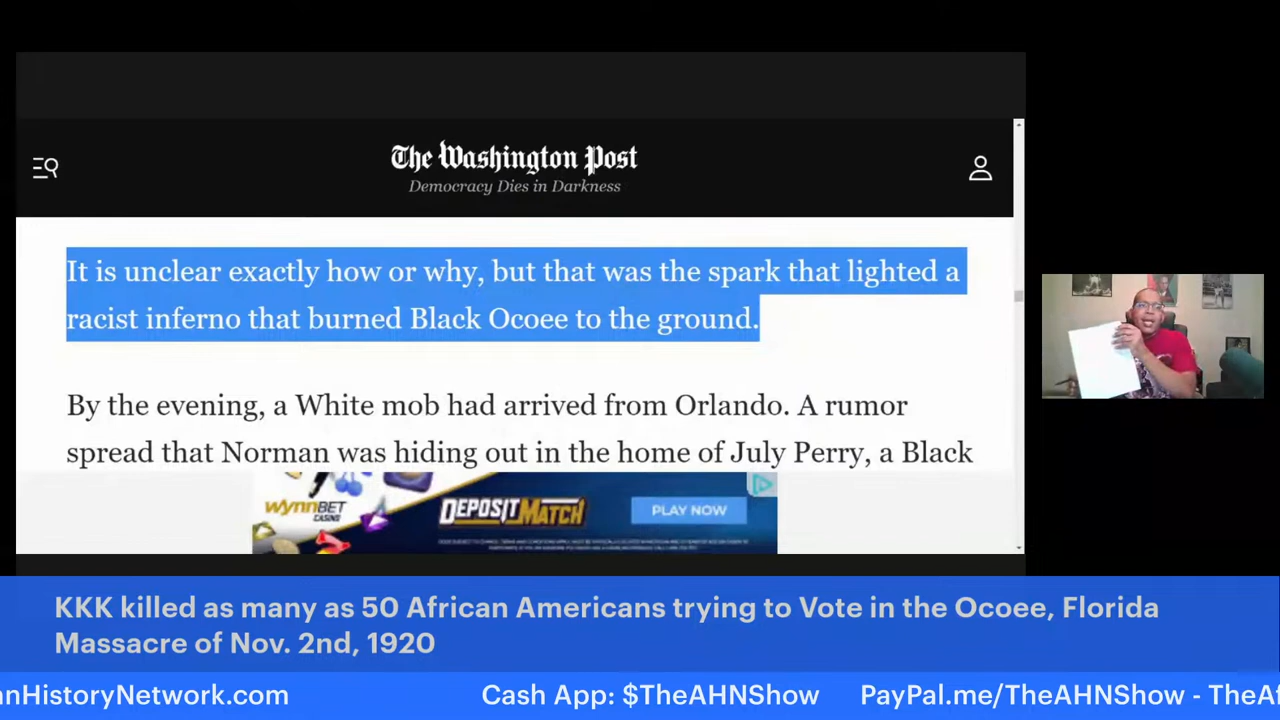 The Washington Post
Democracy Dies in Darkness
It is unclear exactly how or why, but that was the spark that lighted a
racist inferno that burned Black Ocoee to the ground.
By the evening, a White mob had arrived from Orlando. A rumor
spread that Norman was hiding out in the home of July Perry, a Black
WYNNBET
CASINO
DEPOSIT MATCH
PLAY NOW
KKK killed as many as 50 African Americans trying to Vote in the Ocoee, Florida
Massacre of Nov. 2nd, 1920
anHistoryNetwork.com Cash App: $TheAHNShow PayPal.me/TheAHNShow - TheAf